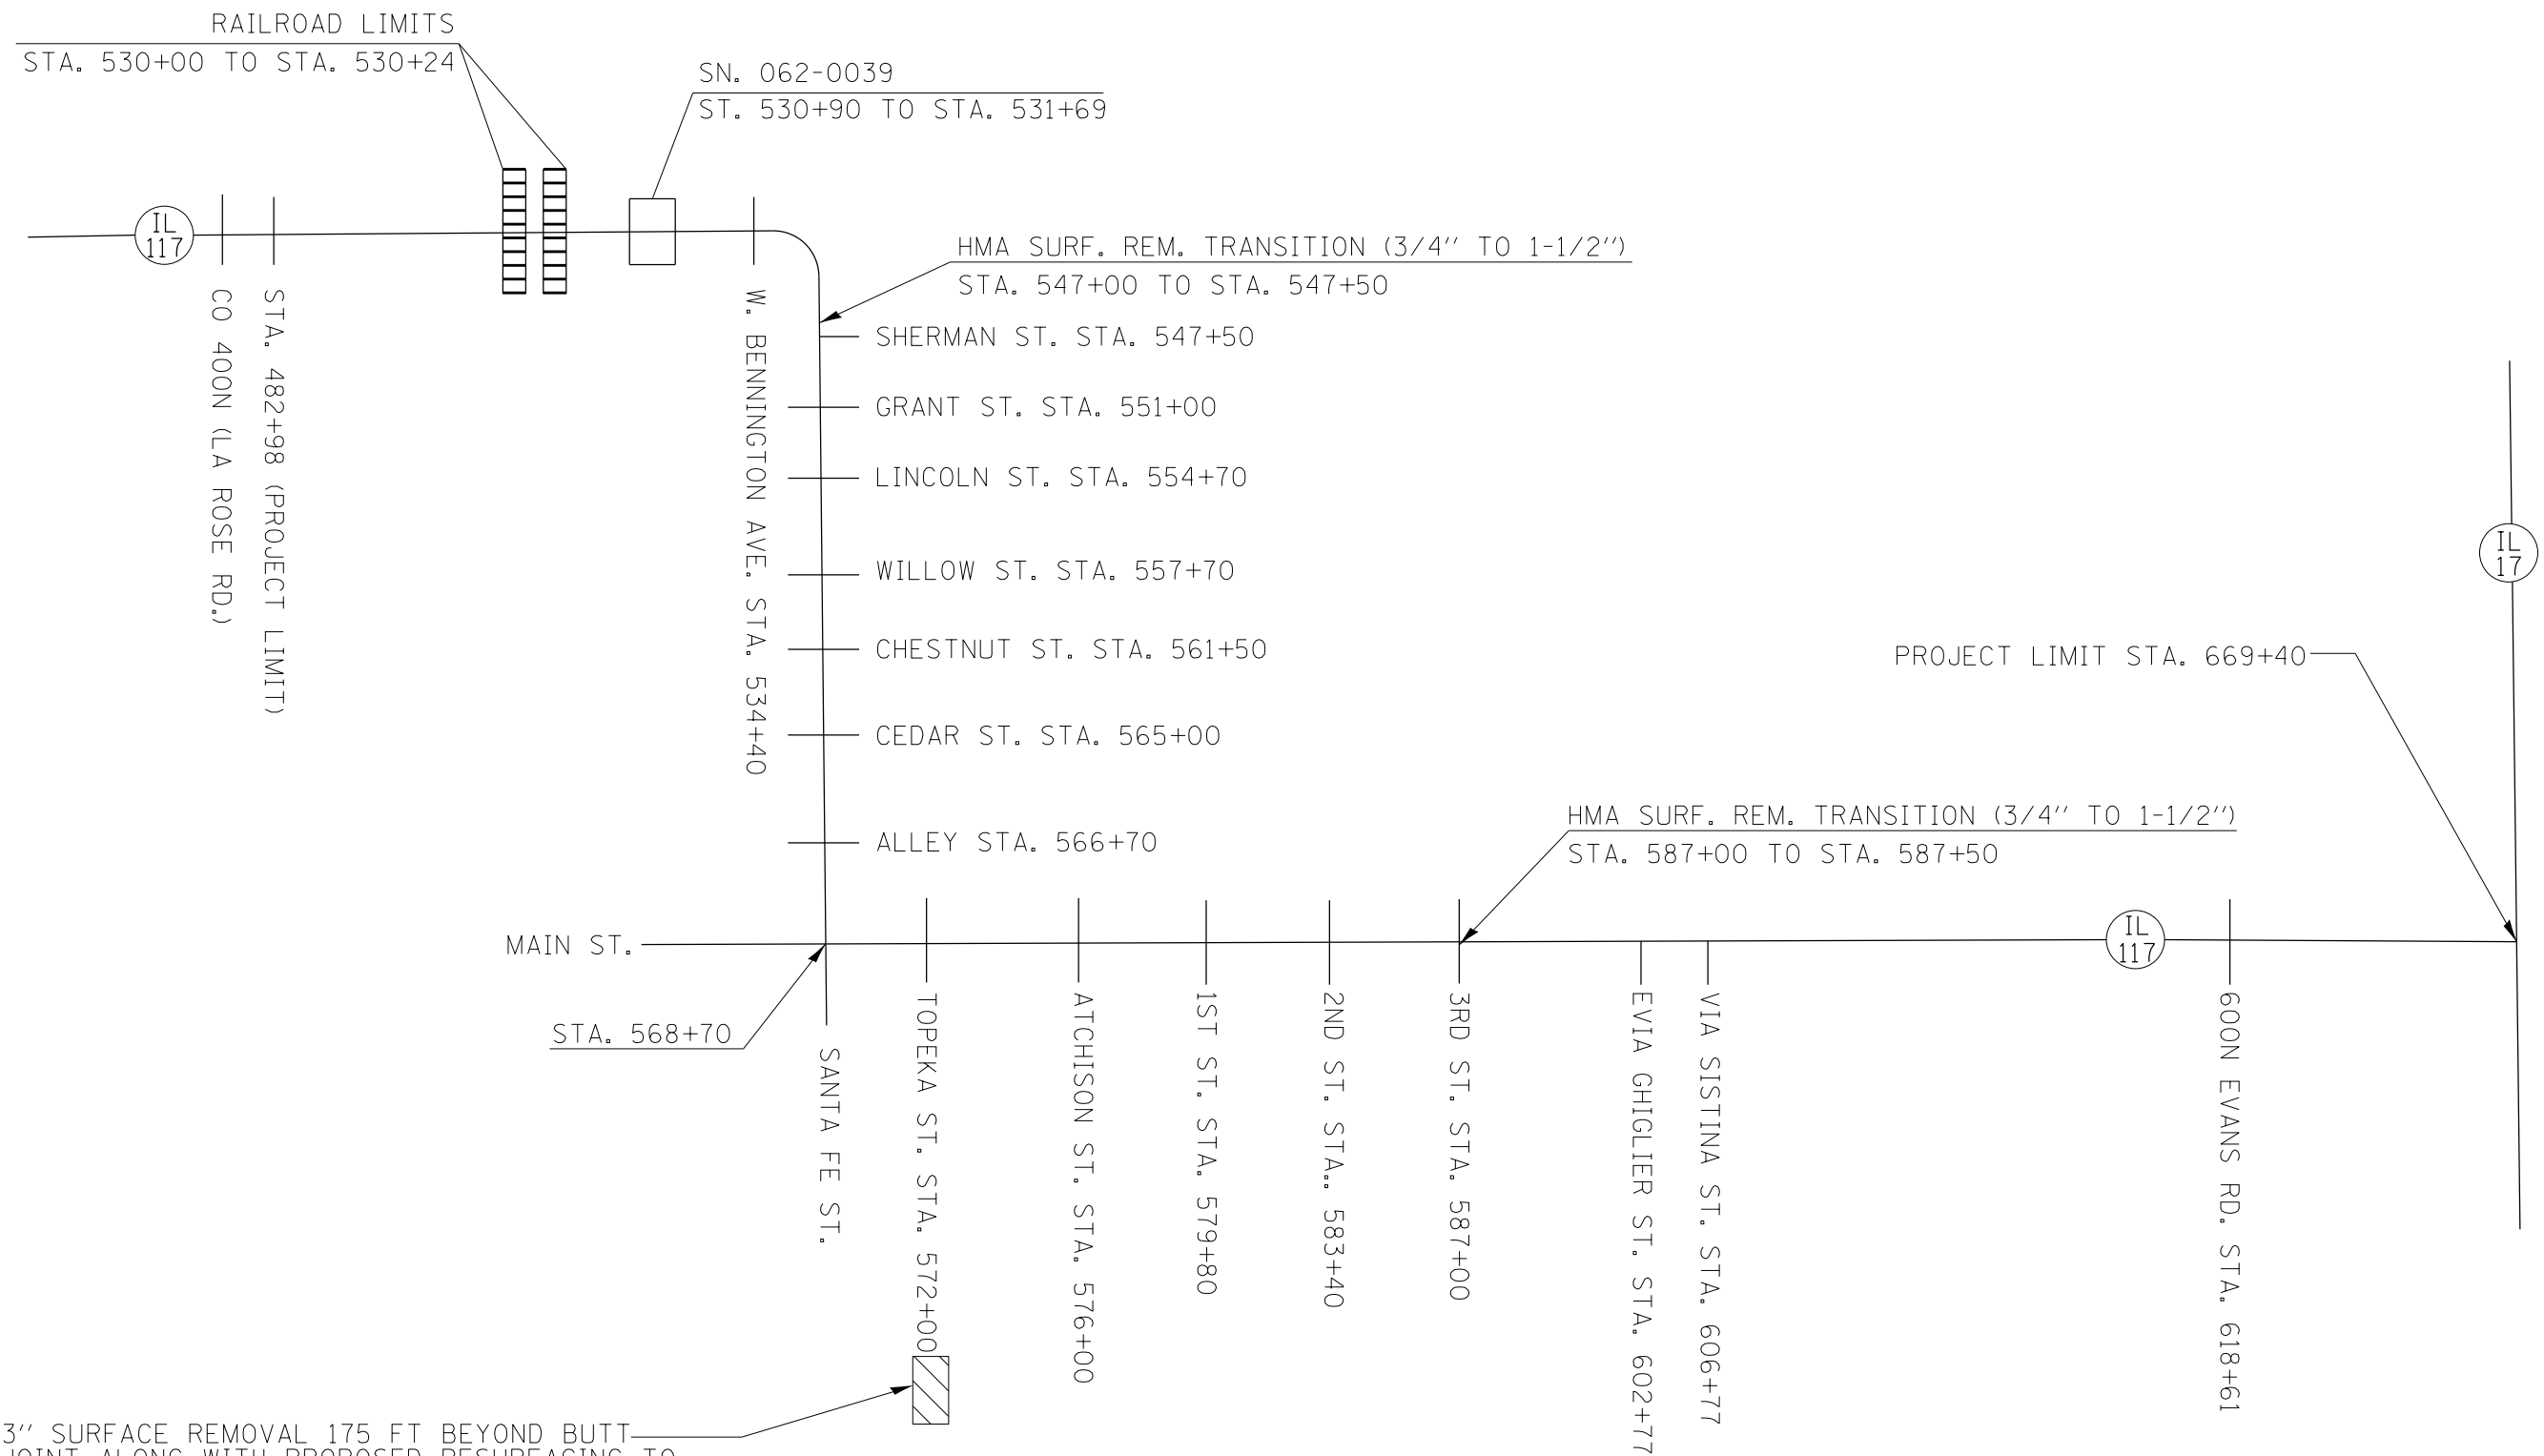 RAILROAD LIMITS
STA. 530+00 TO STA. 530+24
SN. 062-0039
ST. 530+90 TO STA. 531+69
IL
117
CO 400N (LA ROSE RD.)
STA. 482+98 (PROJECT LIMIT)
W. BENNINGTON AVE. STA. 534+40
HMA SURF. REM. TRANSITION (3/4'' TO 1-1/2'')
STA. 547+00 TO STA. 547+50
SHERMAN ST. STA. 547+50
GRANT ST. STA. 551+00
LINCOLN ST. STA. 554+70
WILLOW ST. STA. 557+70
CHESTNUT ST. STA. 561+50
CEDAR ST. STA. 565+00
ALLEY STA. 566+70
IL
17
PROJECT LIMIT STA. 669+40
HMA SURF. REM. TRANSITION (3/4'' TO 1-1/2'')
STA. 587+00 TO STA. 587+50
MAIN ST.
IL
117
STA. 568+70
SANTA FE ST.
TOPEKA ST. STA. 572+00
ATCHISON ST. STA. 576+00
1ST ST. STA. 579+80
2ND ST. STA.. 583+40
3RD ST. STA. 587+00
EVIA GHIGLIER ST. STA. 602+77
VIA SISTINA ST. STA. 606+77
600N EVANS RD. STA. 618+61
3'' SURFACE REMOVAL 175 FT BEYOND BUTT
JOINT ALONG WITH PROPOSED RESURFACING TO